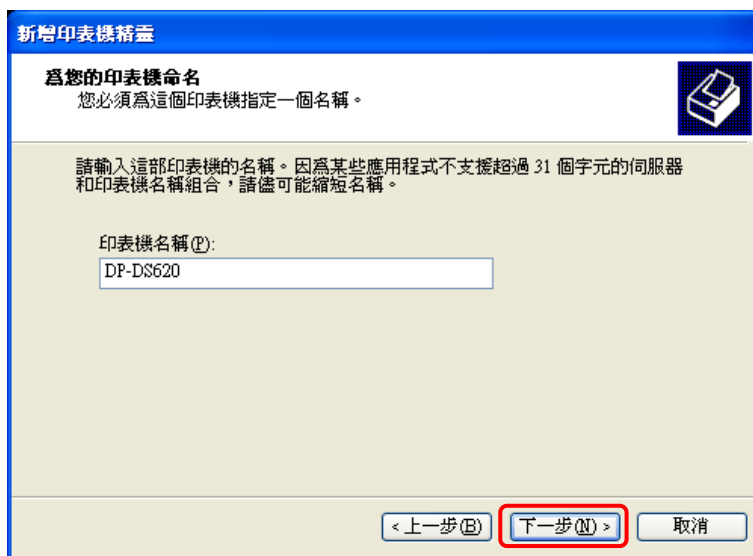 新增印表機精靈
為您的印表機命名
您必須為這個印表機指定一個名稱。
請輸入這部印表機的名稱。因為某些應用程式不支援超過 31 個字元的伺服器
和印表機名稱組合，請儘可能縮短名稱。
印表機名稱(P):
DP-DS620
<上一步(B) 下一步(N)> 取消